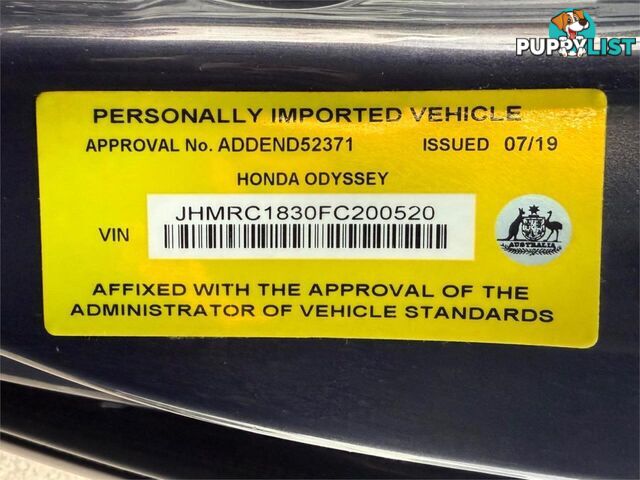 PUPPYLIST
PERSONALLY IMPORTED VEHICLE
APPROVAL No. ADDEND52371 ISSUED 07/19
HONDA ODYSSEY
VIN JHMRC1830FC200520
AUSTRALIA
AFFIXED WITH THE APPROVAL OF THE
ADMINISTRATOR OF VEHICLE STANDARDS